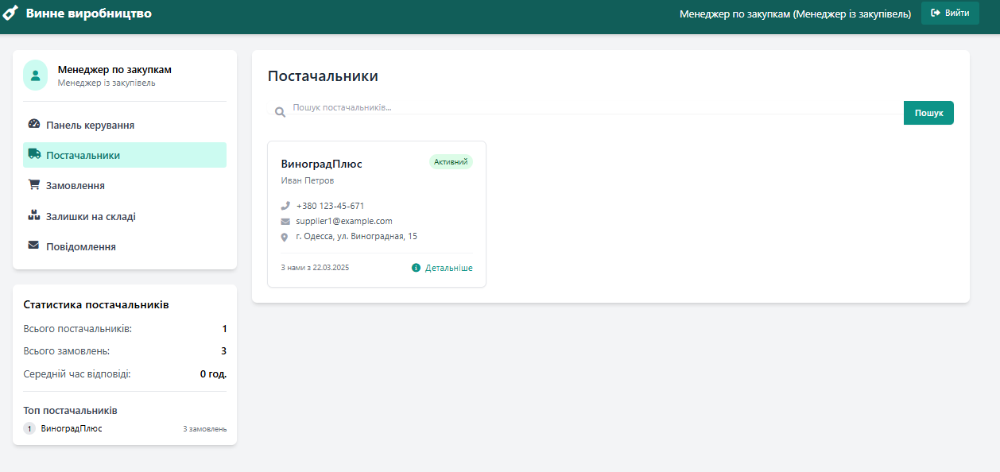 Винне виробництво
Менеджер по закупкам (Менеджер із закупівель)
Вийти
Менеджер по закупкам
Менеджер із закупівель
Панель керування
Постачальники
Замовлення
Залишки на складі
Повідомлення
Статистика постачальників
Всього постачальників: 1
Всього замовлень: 3
Середній час відповіді: 0 год.
Топ постачальників
1 ВиноградПлюс 3 замовлень
Постачальники
Пошук постачальників...
Пошук
ВиноградПлюс Активний
Иван Петров
+380 123-45-671
supplier1@example.com
г. Одесса, ул. Виноградная, 15
З нами з 22.03.2025 Детальніше